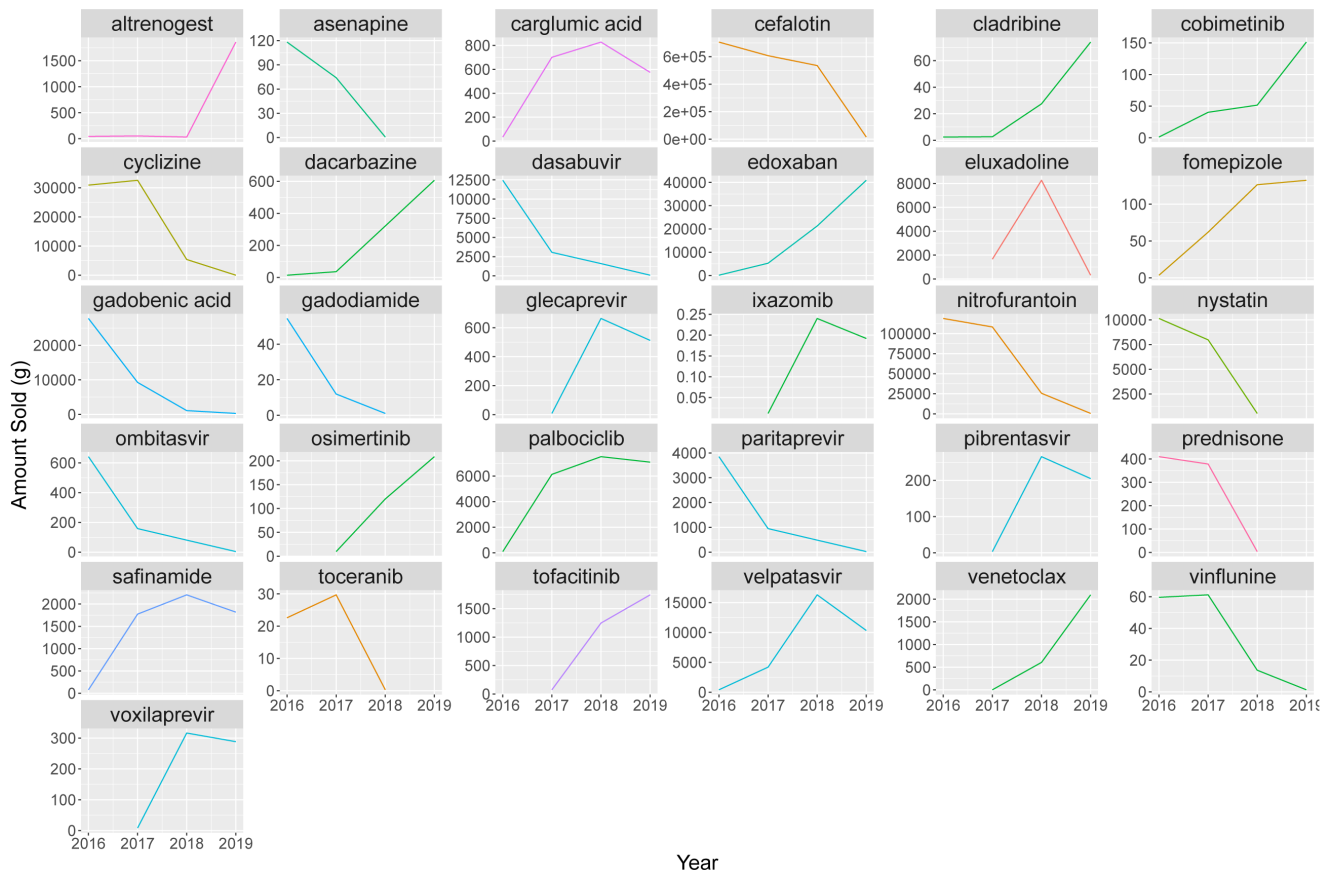 altrenogest asenapine carglumic acid cefalotin cladribine cobimetinib
1500 1000 500 0
120 90 60 30 0
800 600 400 200 0
6e+05 4e+05 2e+05 0e+00
60 40 20 0
150 100 50 0
cyclizine dacarbazine dasabuvir edoxaban eluxadoline fomepizole
30000 20000 10000 0
600 400 200 0
12500 10000 7500 5000 2500 0
40000 30000 20000 10000 0
8000 6000 4000 2000 0
100 50 0
gadobenic acid gadodiamide glecaprevir ixazomib nitrofurantoin nystatin
20000 10000 0
40 20 0
600 400 200 0
0.25 0.20 0.15 0.10 0.05
100000 75000 50000 25000 0
10000 7500 5000 2500
Amount Sold (g)
ombitasvir osimertinib palbociclib paritaprevir pibrentasvir prednisone
600 400 200 0
200 150 100 50 0
6000 4000 2000 0
4000 3000 2000 1000 0
200 100 0
400 300 200 100 0
safinamide toceranib tofacitinib velpatasvir venetoclax vinflunine
2000 1500 1000 500 0
30 20 10 0
1500 1000 500 0
15000 10000 5000 0
2000 1500 1000 500 0
60 40 20 0
2016 2017 2018 2019 2016 2017 2018 2019 2016 2017 2018 2019 2016 2017 2018 2019 2016 2017 2018 2019
voxilaprevir
300 200 100 0
2016 2017 2018 2019
Year